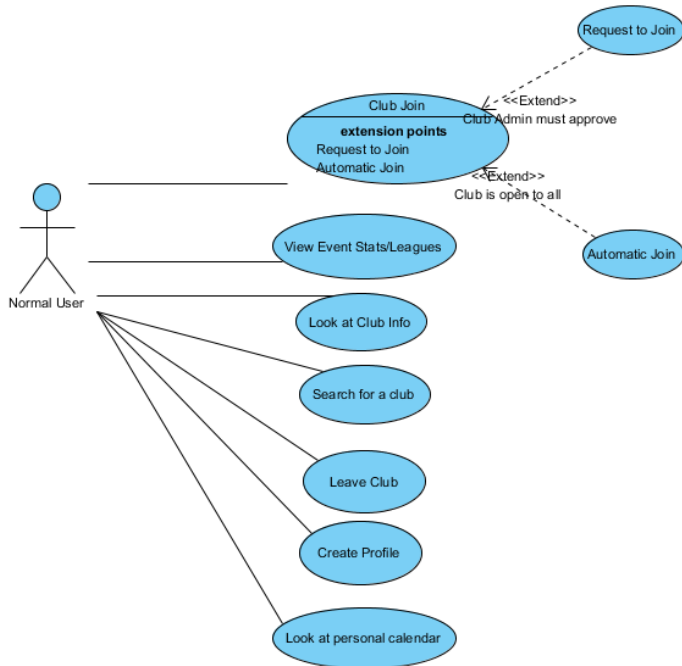 Request to Join
<<Extend>>
Club Admin must approve
Club Join
extension points
Request to Join
Automatic Join
<<Extend>>
Club is open to all
Automatic Join
Normal User
View Event Stats/Leagues
Look at Club Info
Search for a club
Leave Club
Create Profile
Look at personal calendar